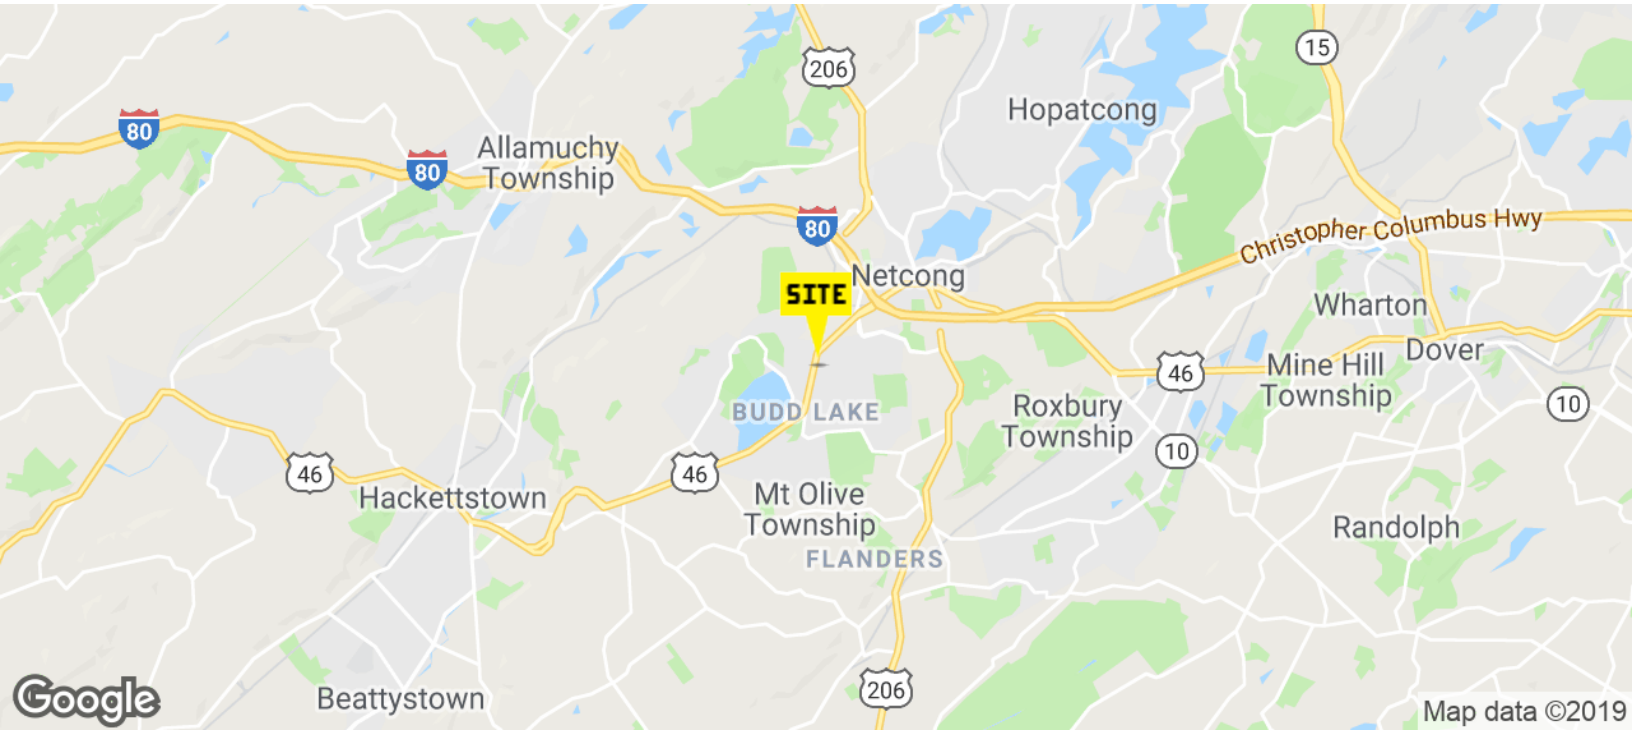 206
15
Hopatcong
80
Allamuchy
Township
80
80
Christopher Columbus Hwy
Netcong
SITE
Wharton
Dover
Mine Hill
Township
46
10
BUDD LAKE
Roxbury
Township
10
46
46
Hackettstown
Mt Olive
Township
Randolph
FLANDERS
206
Beattystown
Google
Map data ©2019